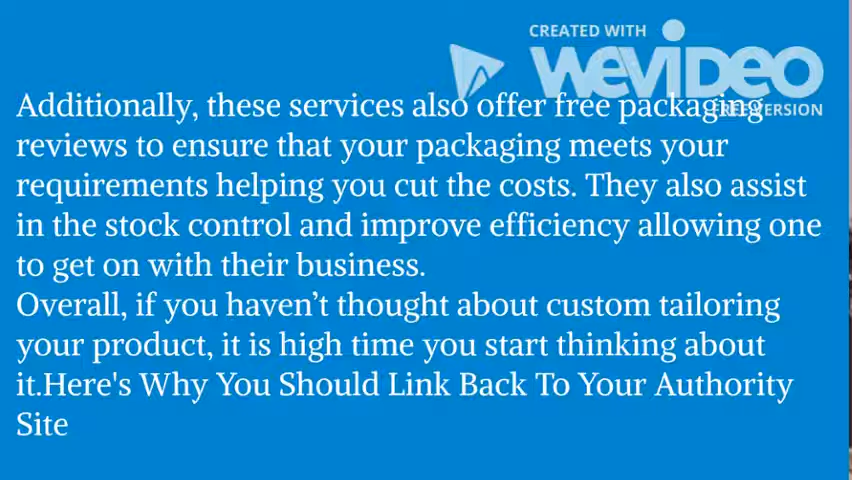 CREATED WITH
WEVIDEO
FREE VERSION
Additionally, these services also offer free packaging
reviews to ensure that your packaging meets your
requirements helping you cut the costs. They also assist
in the stock control and improve efficiency allowing one
to get on with their business.
Overall, if you haven’t thought about custom tailoring
your product, it is high time you start thinking about
it.Here's Why You Should Link Back To Your Authority
Site